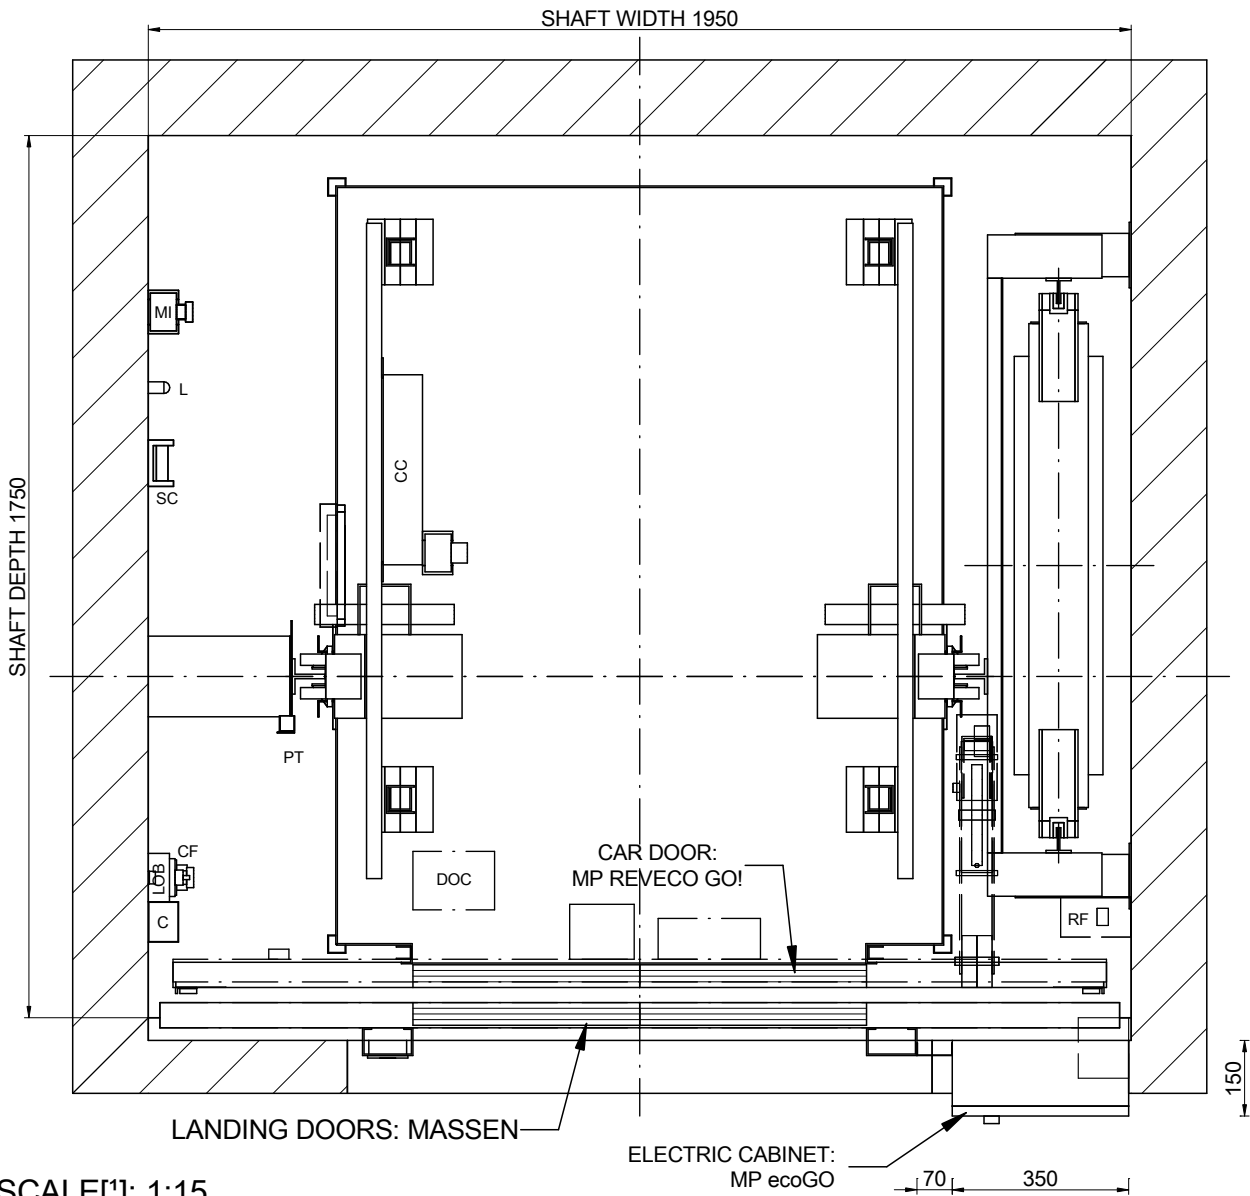 SHAFT WIDTH 1950
SHAFT DEPTH 1750
MI
L
SC
CC
PT
CF
LOB
C
DOC
CAR DOOR:
MP REVECO GO!
RF
LANDING DOORS: MASSEN
ELECTRIC CABINET:
MP ecoGO
150
70
350
SCALE[¹]: 1:15